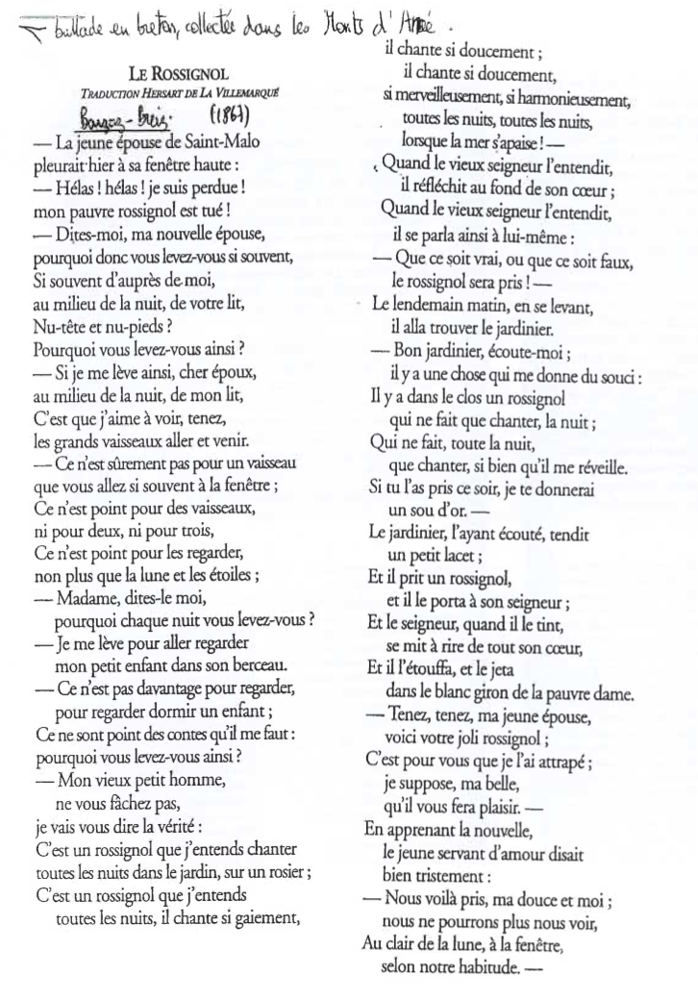 ballade en breton, collectée dans les Monts d'Arrée.
LE ROSSIGNOL
TRADUCTION HERSART DE LA VILLEMARQUÉ
Barzaz-Breiz. (1867)
— La jeune épouse de Saint-Malo
pleurait hier à sa fenêtre haute :
— Hélas ! hélas ! je suis perdue !
mon pauvre rossignol est tué !
— Dites-moi, ma nouvelle épouse,
pourquoi donc vous levez-vous si souvent,
Si souvent d'auprès de moi,
au milieu de la nuit, de votre lit,
Nu-tête et nu-pieds ?
Pourquoi vous levez-vous ainsi ?
— Si je me lève ainsi, cher époux,
au milieu de la nuit, de mon lit,
C'est que j'aime à voir, tenez,
les grands vaisseaux aller et venir.
— Ce n'est sûrement pas pour un vaisseau
que vous allez si souvent à la fenêtre ;
Ce n'est point pour des vaisseaux,
ni pour deux, ni pour trois,
Ce n'est point pour les regarder,
non plus que la lune et les étoiles ;
— Madame, dites-le moi,
pourquoi chaque nuit vous levez-vous ?
— Je me lève pour aller regarder
mon petit enfant dans son berceau.
— Ce n'est pas davantage pour regarder,
pour regarder dormir un enfant ;
Ce ne sont point des contes qu'il me faut :
pourquoi vous levez-vous ainsi ?
— Mon vieux petit homme,
ne vous fâchez pas,
je vais vous dire la vérité :
C'est un rossignol que j'entends chanter
toutes les nuits dans le jardin, sur un rosier ;
C'est un rossignol que j'entends
toutes les nuits, il chante si gaiement,
il chante si doucement ;
il chante si doucement,
si merveilleusement, si harmonieusement,
toutes les nuits, toutes les nuits,
lorsque la mer s'apaise ! —
Quand le vieux seigneur l'entendit,
il réfléchit au fond de son cœur ;
Quand le vieux seigneur l'entendit,
il se parla ainsi à lui-même :
— Que ce soit vrai, ou que ce soit faux,
le rossignol sera pris ! —
Le lendemain matin, en se levant,
il alla trouver le jardinier.
— Bon jardinier, écoute-moi ;
il y a une chose qui me donne du souci :
Il y a dans le clos un rossignol
qui ne fait que chanter, la nuit ;
Qui ne fait, toute la nuit,
que chanter, si bien qu'il me réveille.
Si tu l'as pris ce soir, je te donnerai
un sou d'or. —
Le jardinier, l'ayant écouté, tendit
un petit lacet ;
Et il prit un rossignol,
et il le porta à son seigneur ;
Et le seigneur, quand il le tint,
se mit à rire de tout son cœur,
Et il l'étouffa, et le jeta
dans le blanc giron de la pauvre dame.
— Tenez, tenez, ma jeune épouse,
voici votre joli rossignol ;
C'est pour vous que je l'ai attrapé ;
je suppose, ma belle,
qu'il vous fera plaisir. —
En apprenant la nouvelle,
le jeune servant d'amour disait
bien tristement :
— Nous voilà pris, ma douce et moi ;
nous ne pourrons plus nous voir,
Au clair de la lune, à la fenêtre,
selon notre habitude. —